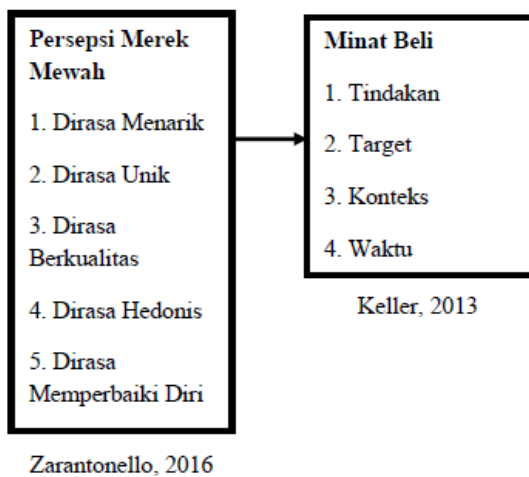 Persepsi Merek
Mewah
1. Dirasa Menarik
2. Dirasa Unik
3. Dirasa
Berkualitas
4. Dirasa Hedonis
5. Dirasa
Memperbaiki Diri
Zarantonello, 2016
Minat Beli
1. Tindakan
2. Target
3. Konteks
4. Waktu
Keller, 2013